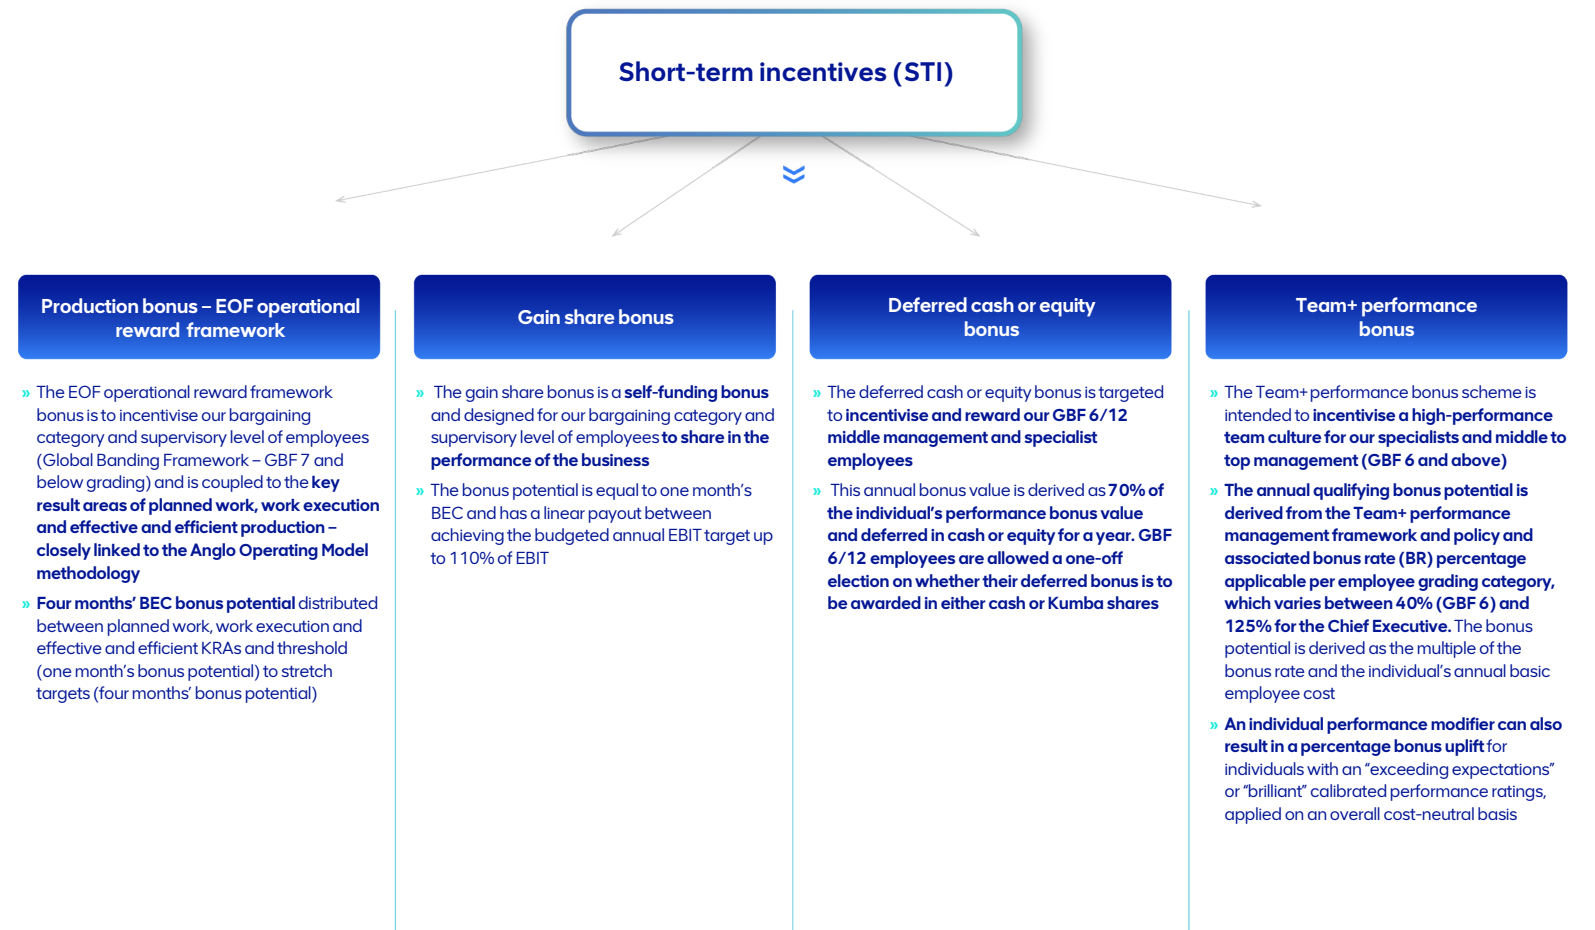 Short-term incentives (STI)
Production bonus – EOF operational
reward framework
» The EOF operational reward framework
bonus is to incentivise our bargaining
category and supervisory level of employees
(Global Banding Framework – GBF 7 and
below grading) and is coupled to the key
result areas of planned work, work execution
and effective and efficient production –
closely linked to the Anglo Operating Model
methodology
» Four months’ BEC bonus potential distributed
between planned work, work execution and
effective and efficient KRAs and threshold
(one month’s bonus potential) to stretch
targets (four months’ bonus potential)
Gain share bonus
» The gain share bonus is a self-funding bonus
and designed for our bargaining category and
supervisory level of employees to share in the
performance of the business
» The bonus potential is equal to one month’s
BEC and has a linear payout between
achieving the budgeted annual EBIT target up
to 110% of EBIT
Deferred cash or equity
bonus
» The deferred cash or equity bonus is targeted
to incentivise and reward our GBF 6/12
middle management and specialist
employees
» This annual bonus value is derived as 70% of
the individual’s performance bonus value
and deferred in cash or equity for a year. GBF
6/12 employees are allowed a one-off
election on whether their deferred bonus is to
be awarded in either cash or Kumba shares
Team+ performance
bonus
» The Team+ performance bonus scheme is
intended to incentivise a high-performance
team culture for our specialists and middle to
top management (GBF 6 and above)
» The annual qualifying bonus potential is
derived from the Team+ performance
management framework and policy and
associated bonus rate (BR) percentage
applicable per employee grading category,
which varies between 40% (GBF 6) and
125% for the Chief Executive. The bonus
potential is derived as the multiple of the
bonus rate and the individual’s annual basic
employee cost
» An individual performance modifier can also
result in a percentage bonus uplift for
individuals with an “exceeding expectations”
or “brilliant” calibrated performance ratings,
applied on an overall cost-neutral basis